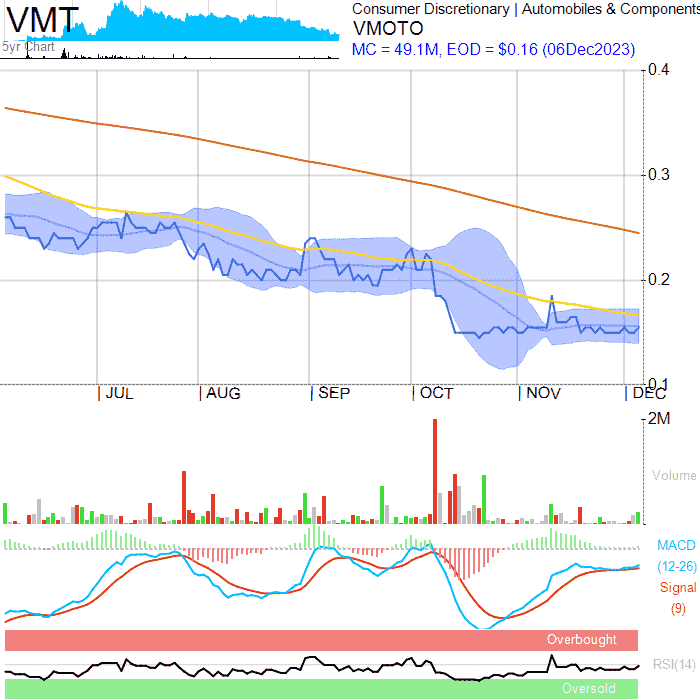 VMT
5yr Chart
Consumer Discretionary | Automobiles & Components
VMOTO
MC = 49.1M, EOD = $0.16 (06Dec2023)
0.4
0.3
0.2
0.1
| JUL
| AUG
| SEP
| OCT
| NOV
| DEC
2M
Volume
MACD
(12-26)
Signal
(9)
Overbought
RSI(14)
Oversold